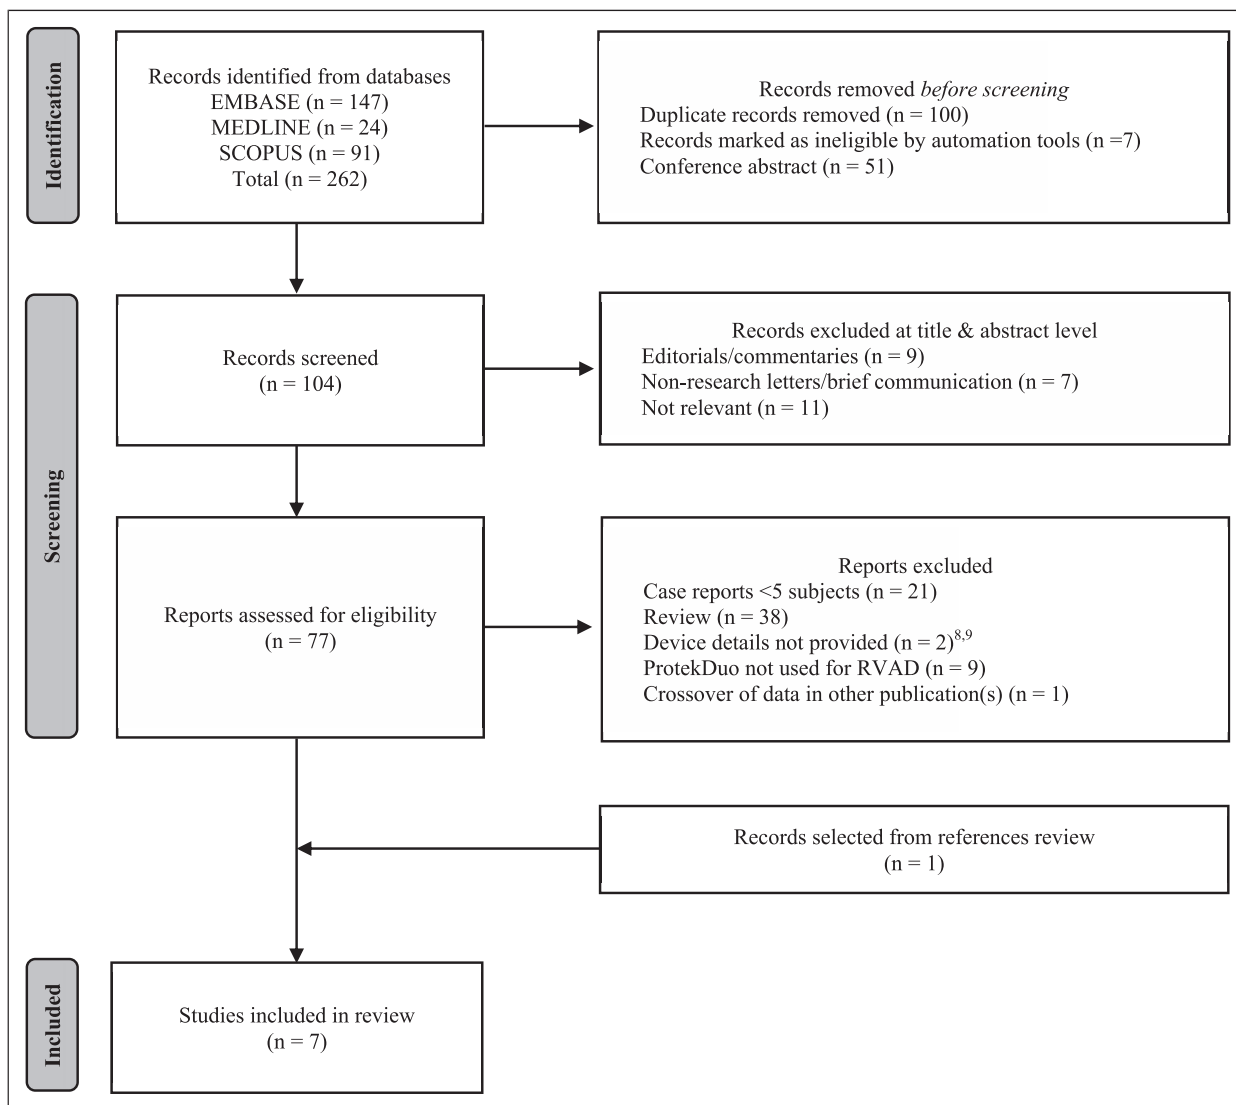 Identification
Records identified from databases
EMBASE (n = 147)
MEDLINE (n = 24)
SCOPUS (n = 91)
Total (n = 262)
Records removed before screening
Duplicate records removed (n = 100)
Records marked as ineligible by automation tools (n =7)
Conference abstract (n = 51)
Screening
Records screened
(n = 104)
Records excluded at title & abstract level
Editorials/commentaries (n = 9)
Non-research letters/brief communication (n = 7)
Not relevant (n = 11)
Reports assessed for eligibility
(n = 77)
Reports excluded
Case reports <5 subjects (n = 21)
Review (n = 38)
Device details not provided (n = 2)8,9
ProtekDuo not used for RVAD (n = 9)
Crossover of data in other publication(s) (n = 1)
Records selected from references review
(n = 1)
Included
Studies included in review
(n = 7)